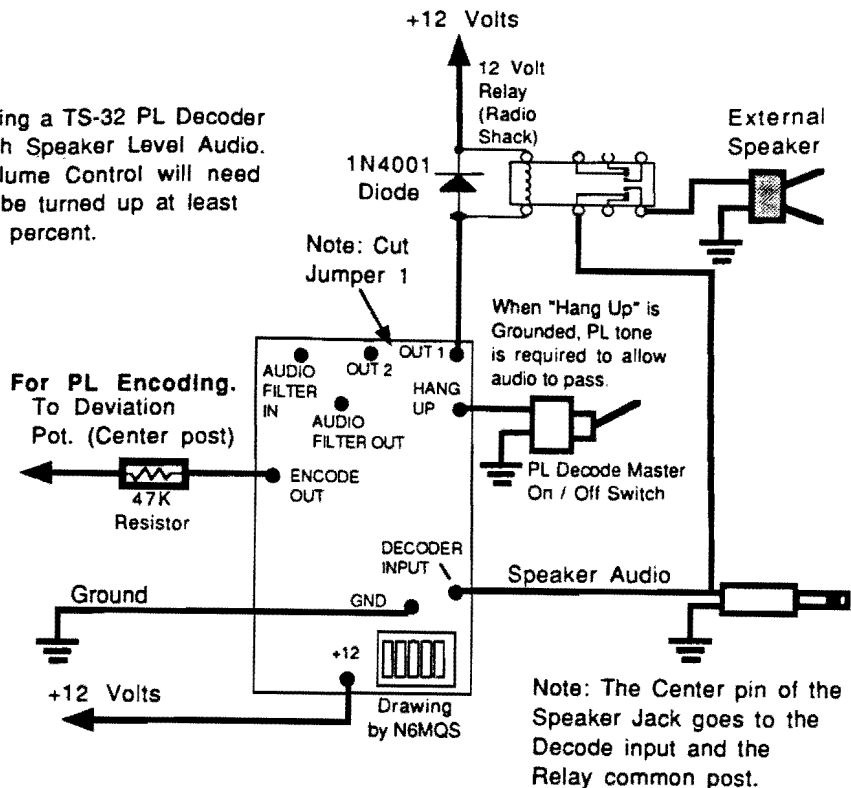 +12 Volts
12 Volt
Relay
(Radio
Shack)
ing a TS-32 PL Decoder
h Speaker Level Audio.
lume Control will need
be turned up at least
percent.
1N4001
Diode
External
Speaker
Note: Cut
Jumper 1
When "Hang Up" is
Grounded, PL tone
is required to allow
audio to pass.
OUT 1
OUT 2
AUDIO
FILTER
IN
HANG
UP
AUDIO
FILTER OUT
For PL Encoding.
To Deviation
Pot. (Center post)
ENCODE
OUT
47K
Resistor
PL Decode Master
On / Off Switch
DECODER
INPUT
Speaker Audio
Ground
GND
+12
+12 Volts
Drawing
by N6MQS
Note: The Center pin of the
Speaker Jack goes to the
Decode input and the
Relay common post.